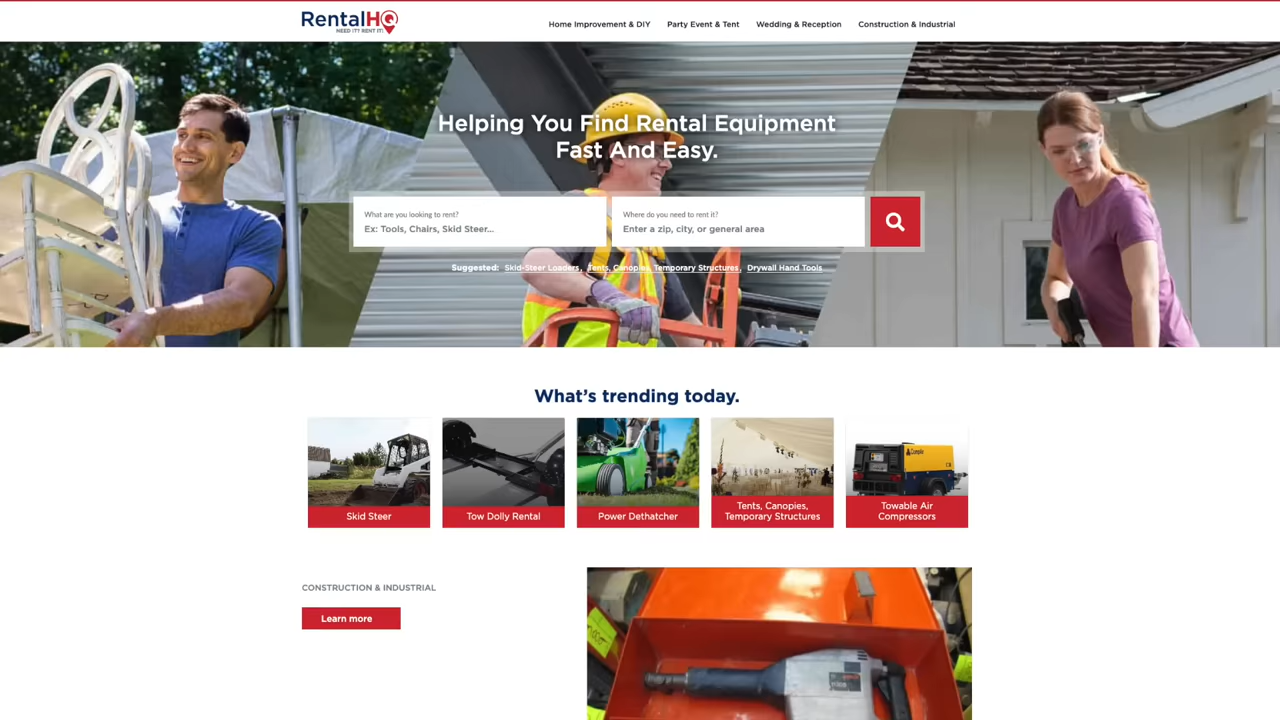 RentalHQ
NEED IT? RENT IT!
Home Improvement & DIY
Party Event & Tent
Wedding & Reception
Construction & Industrial
Helping You Find Rental Equipment
Fast And Easy.
What are you looking to rent?
Ex: Tools, Chairs, Skid Steer...
Where do you need to rent it?
Enter a zip, city, or general area
Suggested: Skid-Steer Loaders, Tents, Canopies, Temporary Structures, Drywall Hand Tools
What's trending today.
Skid Steer
Tow Dolly Rental
Power Dethatcher
Tents, Canopies,
Temporary Structures
Towable Air
Compressors
CONSTRUCTION & INDUSTRIAL
Learn more